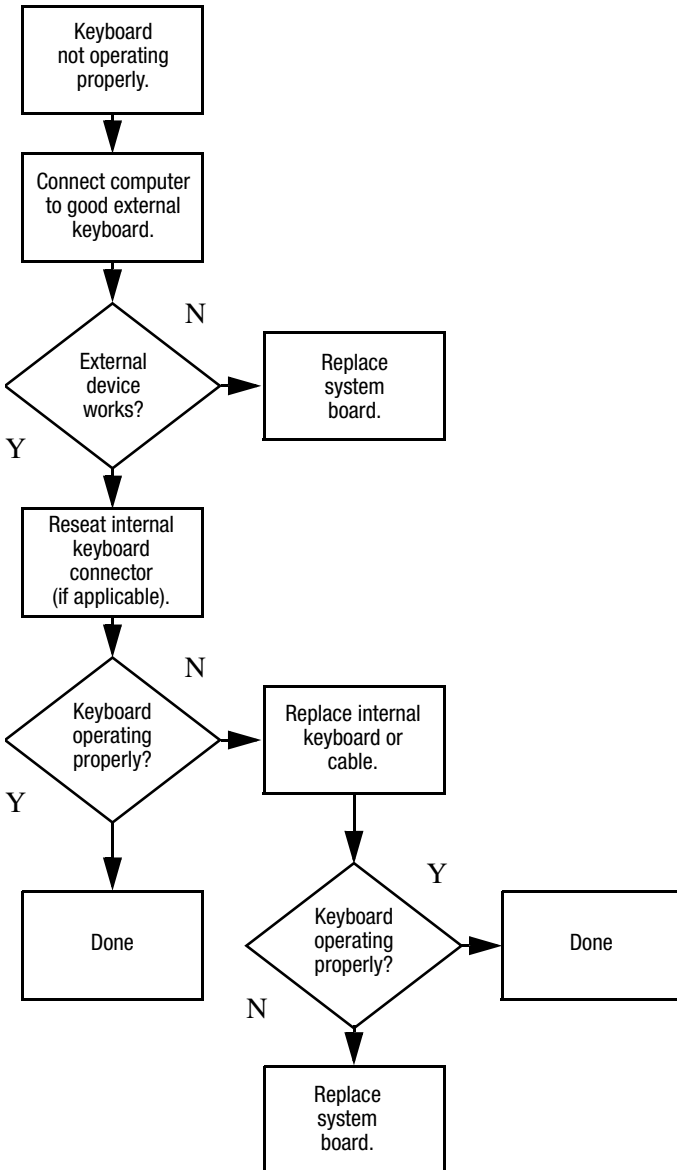 Keyboard
not operating
properly.
Connect computer
to good external
keyboard.
N
External
device
works?
Replace
system
board.
Y
Reseat internal
keyboard
connector
(if applicable).
N
Keyboard
operating
properly?
Replace internal
keyboard or
cable.
Y
Y
Done
Keyboard
operating
properly?
Done
N
Replace
system
board.